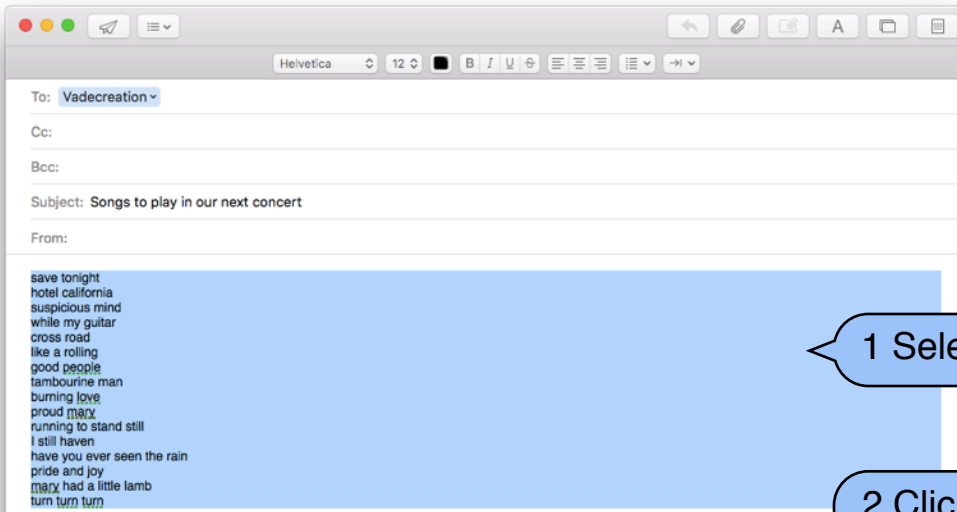 Helvetica 12 B I U S
A
To: Vadecreation
Cc:
Bcc:
Subject: Songs to play in our next concert
From:
save tonight
hotel california
suspicious mind
while my guitar
cross road
like a rolling
good people
tambourine man
burning love
proud mary
running to stand still
I still haven
have you ever seen the rain
pride and joy
mary had a little lamb
turn turn turn
1 Sele
2 Clic